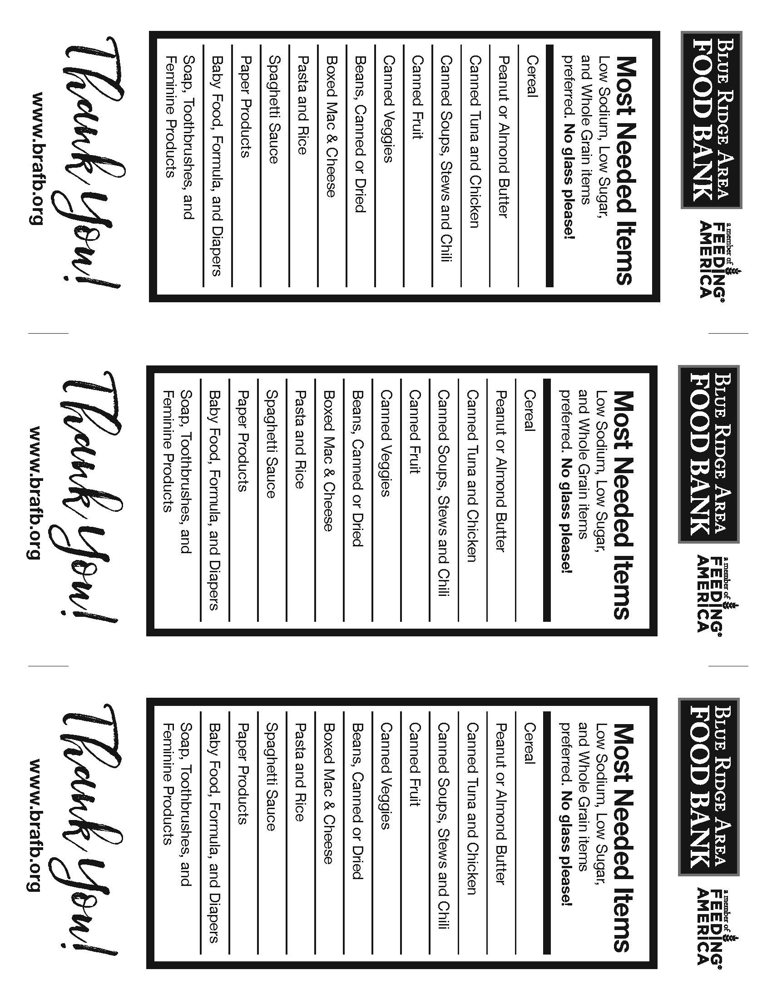 BLUE RIDGE AREA
FOOD BANK
a member of
FEEDING®
AMERICA
Most Needed Items
Low Sodium, Low Sugar,
and Whole Grain items
preferred. No glass please!
Cereal
Peanut or Almond Butter
Canned Tuna and Chicken
Canned Soups, Stews and Chili
Canned Fruit
Canned Veggies
Beans, Canned or Dried
Boxed Mac & Cheese
Pasta and Rice
Spaghetti Sauce
Paper Products
Baby Food, Formula, and Diapers
Soap, Toothbrushes, and
Feminine Products
Thank you!
www.brafb.org
BLUE RIDGE AREA
FOOD BANK
a member of
FEEDING®
AMERICA
Most Needed Items
Low Sodium, Low Sugar,
and Whole Grain items
preferred. No glass please!
Cereal
Peanut or Almond Butter
Canned Tuna and Chicken
Canned Soups, Stews and Chili
Canned Fruit
Canned Veggies
Beans, Canned or Dried
Boxed Mac & Cheese
Pasta and Rice
Spaghetti Sauce
Paper Products
Baby Food, Formula, and Diapers
Soap, Toothbrushes, and
Feminine Products
Thank you!
www.brafb.org
BLUE RIDGE AREA
FOOD BANK
a member of
FEEDING®
AMERICA
Most Needed Items
Low Sodium, Low Sugar,
and Whole Grain items
preferred. No glass please!
Cereal
Peanut or Almond Butter
Canned Tuna and Chicken
Canned Soups, Stews and Chili
Canned Fruit
Canned Veggies
Beans, Canned or Dried
Boxed Mac & Cheese
Pasta and Rice
Spaghetti Sauce
Paper Products
Baby Food, Formula, and Diapers
Soap, Toothbrushes, and
Feminine Products
Thank you!
www.brafb.org